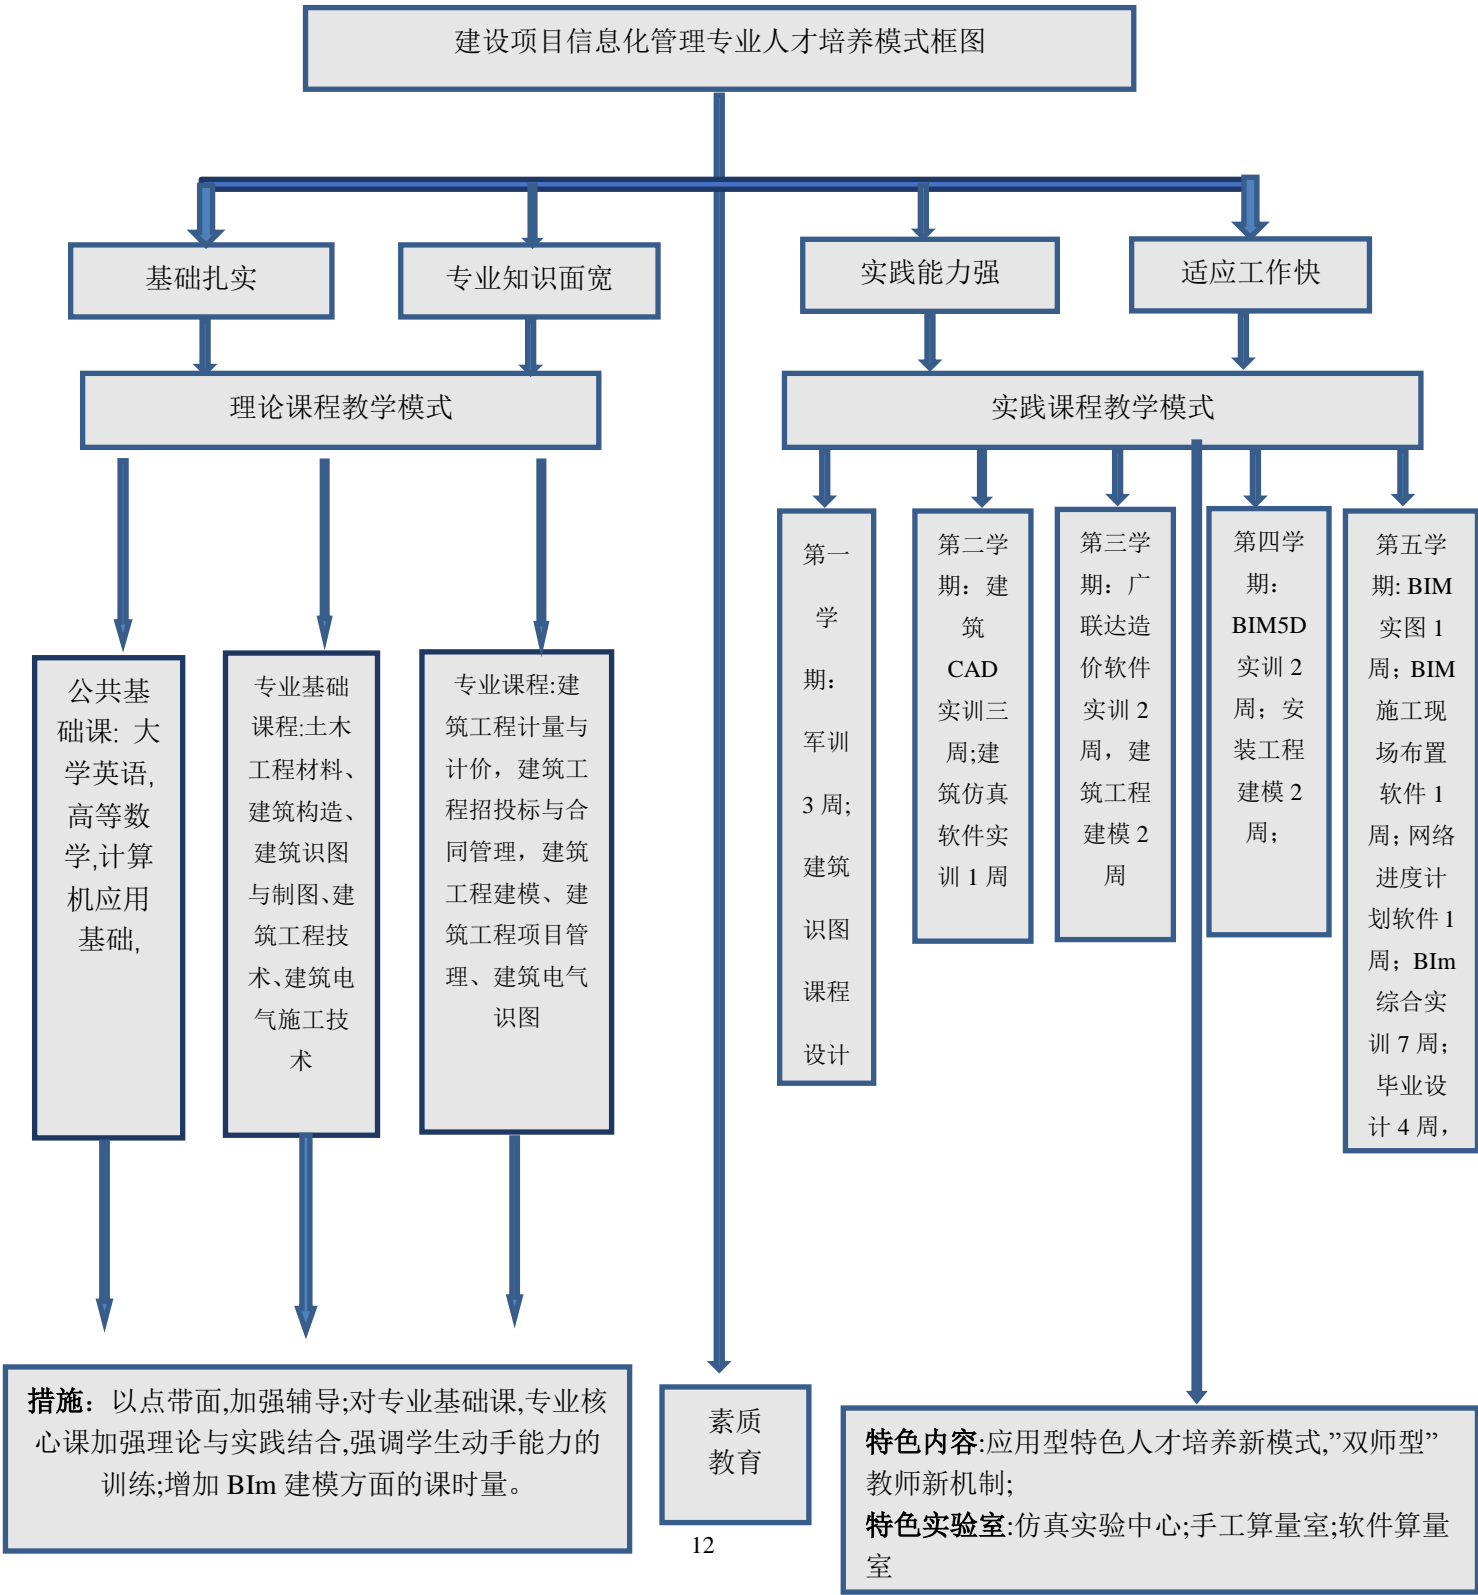 建设项目信息化管理专业人才培养模式框图
基础扎实
专业知识面宽
实践能力强
适应工作快
理论课程教学模式
实践课程教学模式
公共基
础课: 大
学英语,
高等数
学,计算
机应用
基础,
专业基础
课程:土木
工程材料、
建筑构造、
建筑识图
与制图、建
筑工程技
术、建筑电
气施工技
术
专业课程:建
筑工程计量与
计价，建筑工
程招投标与合
同管理，建筑
工程建模、建
筑工程项目管
理、建筑电气
识图
第一
学
期：
军训
3 周;
建筑
识图
课程
设计
第二学
期：建
筑
CAD
实训三
周;建
筑仿真
软件实
训 1 周
第三学
期：广
联达造
价软件
实训 2
周，建
筑工程
建模 2
周
第四学
期：
BIM5D
实训 2
周；安
装工程
建模 2
周；
第五学
期: BIM
实图 1
周；BIM
施工现
场布置
软件 1
周；网络
进度计
划软件 1
周；BIm
综合实
训 7 周；
毕业设
计 4 周，
措施：以点带面,加强辅导;对专业基础课,专业核
心课加强理论与实践结合,强调学生动手能力的
训练;增加 BIm 建模方面的课时量。
素质
教育
特色内容:应用型特色人才培养新模式,”双师型”
教师新机制;
特色实验室:仿真实验中心;手工算量室;软件算量
室
12